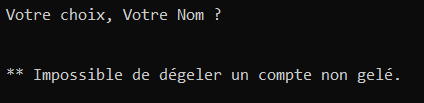 Votre choix, Votre Nom ?
** Impossible de dégeler un compte non gelé.